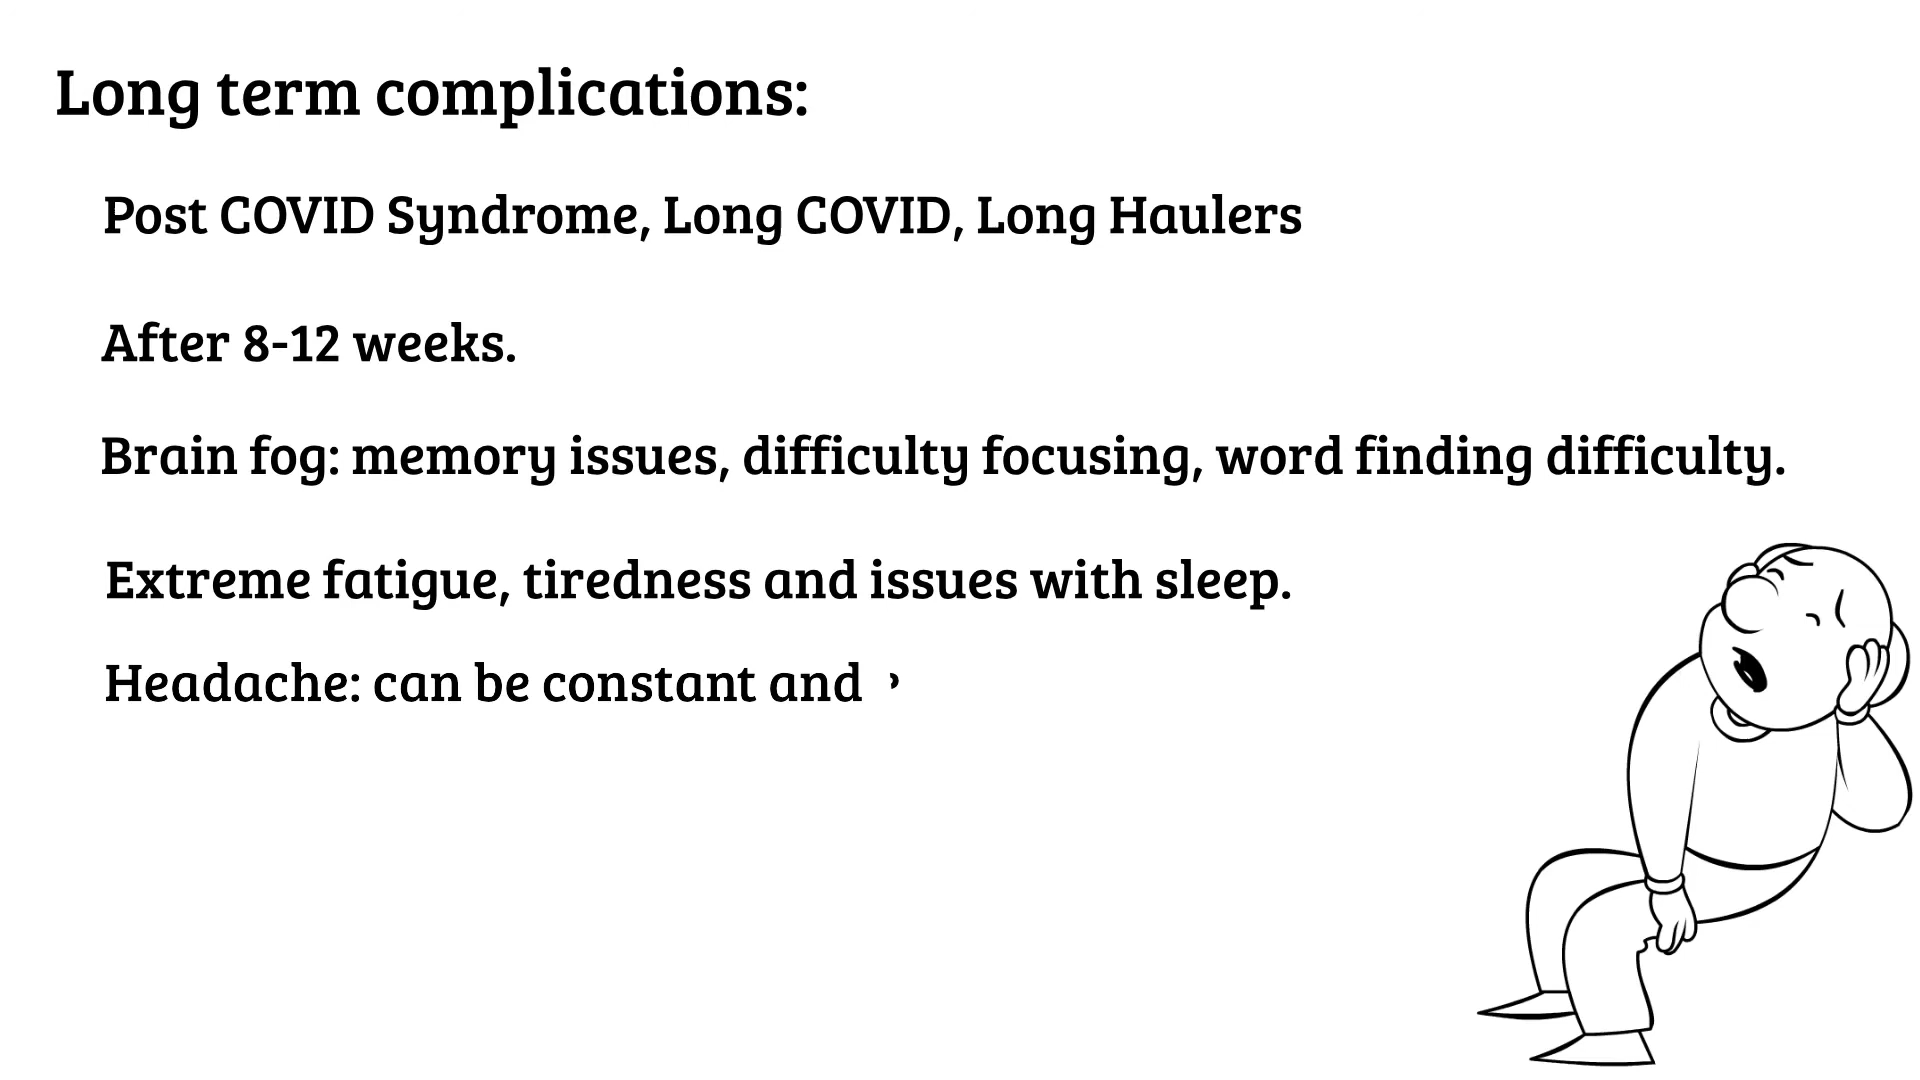 Long term complications:
Post COVID Syndrome, Long COVID, Long Haulers
After 8-12 weeks.
Brain fog: memory issues, difficulty focusing, word finding difficulty.
Extreme fatigue, tiredness and issues with sleep.
Headache: can be constant and